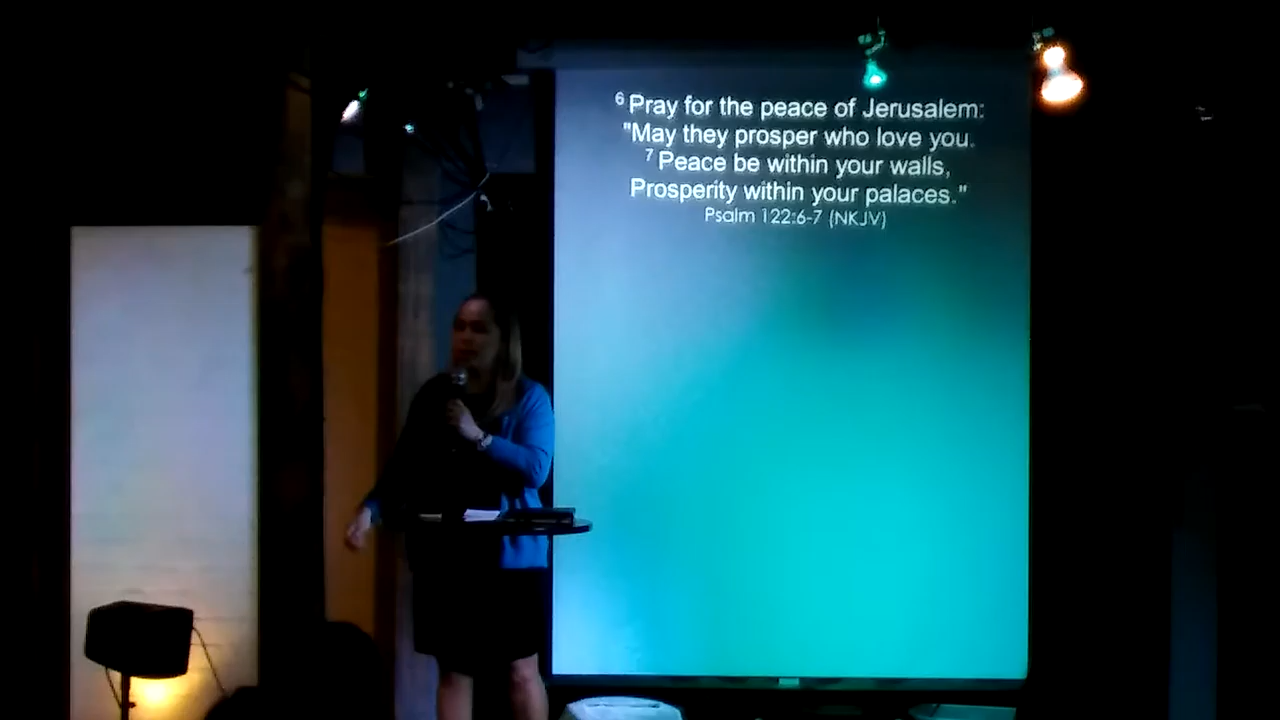 6 Pray for the peace of Jerusalem:
"May they prosper who love you.
7 Peace be within your walls,
Prosperity within your palaces."
Psalm 122:6-7 (NKJV)